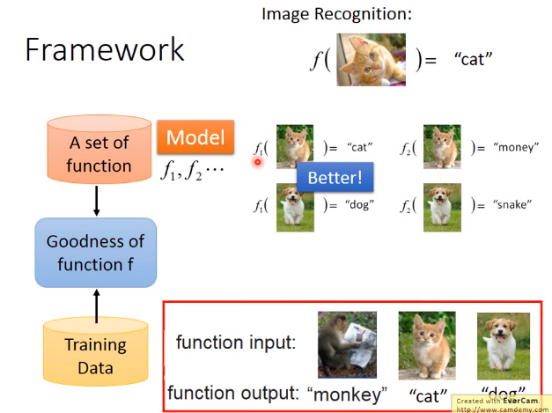 Image Recognition:
Framework
f( )= "cat"
A set of
function
Model
f₁, f₂ ⋯
f₁( )= "cat"
f₂( )= "money"
Better!
f₁( )= "dog"
f₂( )= "snake"
Goodness of
function f
Training
Data
function input:
function output: "monkey" "cat" "dog"
Created with EverCam.
http://www.camdemy.com